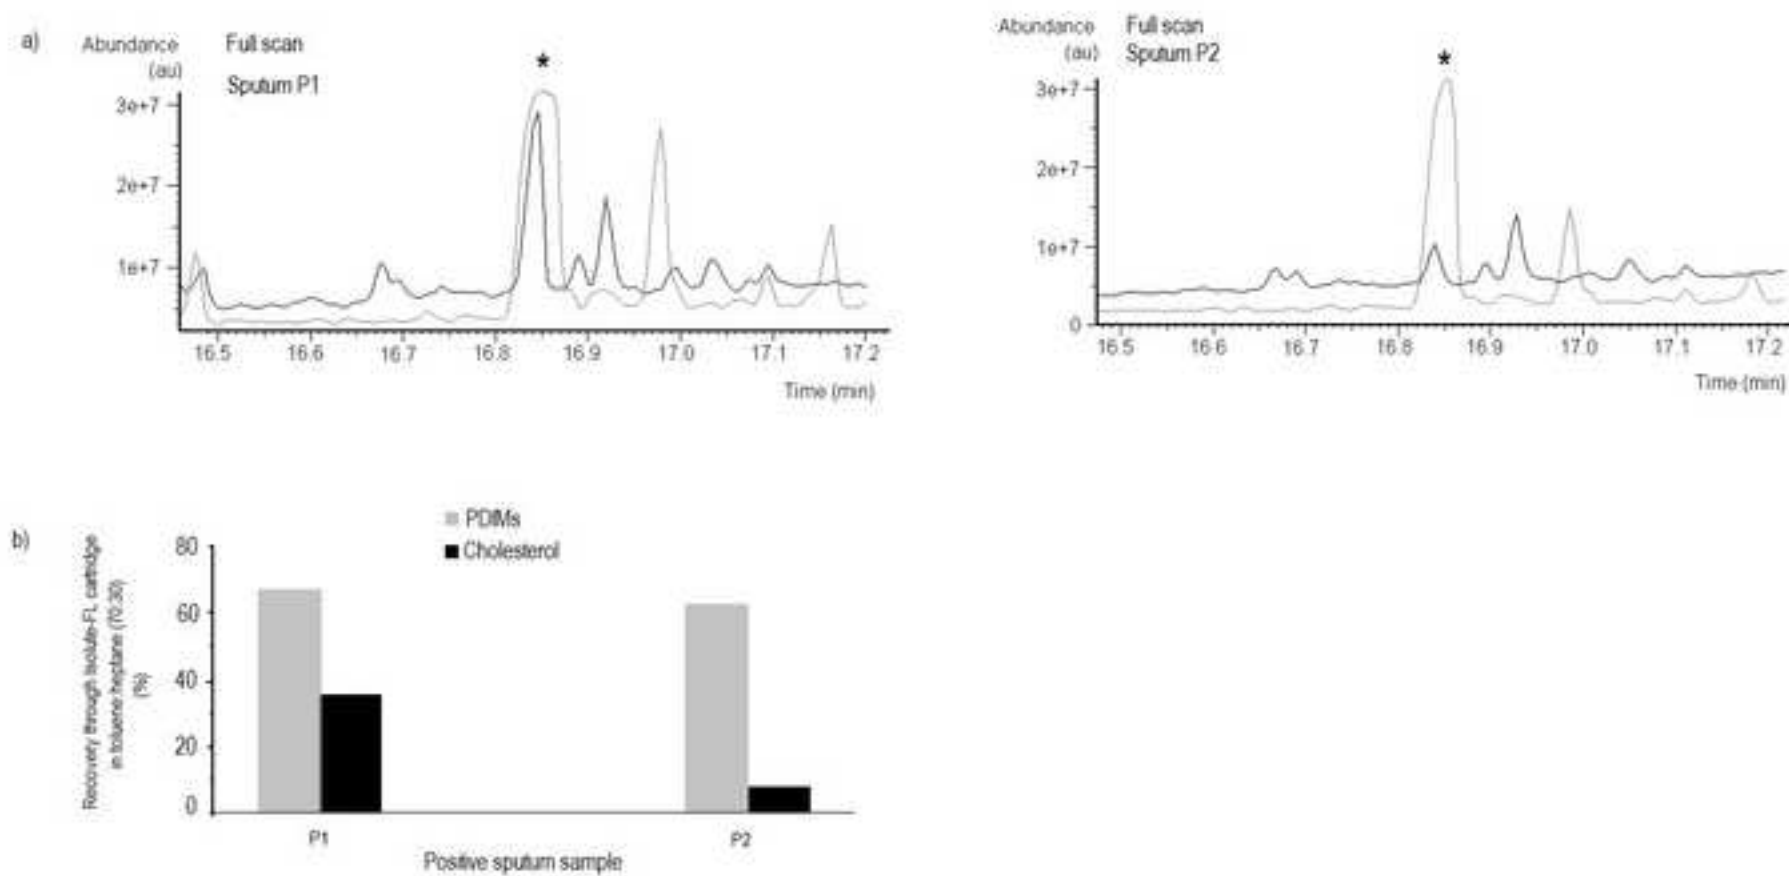 a)
Abundance
(au)
Full scan
Sputum P1
*
3e+7
2e+7
1e+7
16.5 16.6 16.7 16.8 16.9 17.0 17.1 17.2
Time (min)
Abundance
(au)
Full scan
Sputum P2
*
3e+7
2e+7
1e+7
0
16.5 16.6 16.7 16.8 16.9 17.0 17.1 17.2
Time (min)
b)
Recovery through Isolute-FL cartridge
in toluene:heptane (70:30)
(%)
PDIMs
Cholesterol
80
60
40
20
0
P1 P2
Positive sputum sample